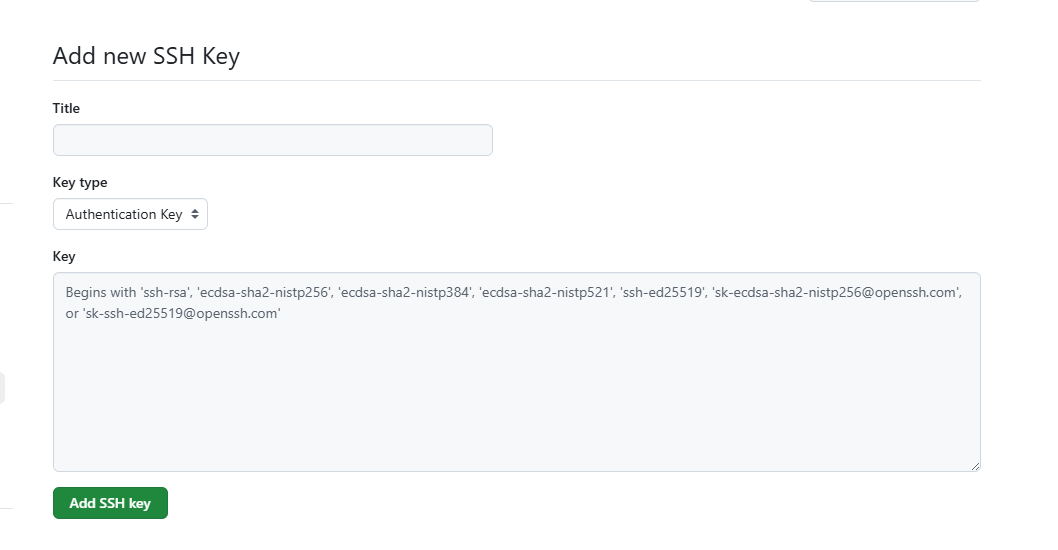 Add new SSH Key
Title
Key type
Authentication Key
Key
Begins with 'ssh-rsa', 'ecdsa-sha2-nistp256', 'ecdsa-sha2-nistp384', 'ecdsa-sha2-nistp521', 'ssh-ed25519', 'sk-ecdsa-sha2-nistp256@openssh.com',
or 'sk-ssh-ed25519@openssh.com'
Add SSH key